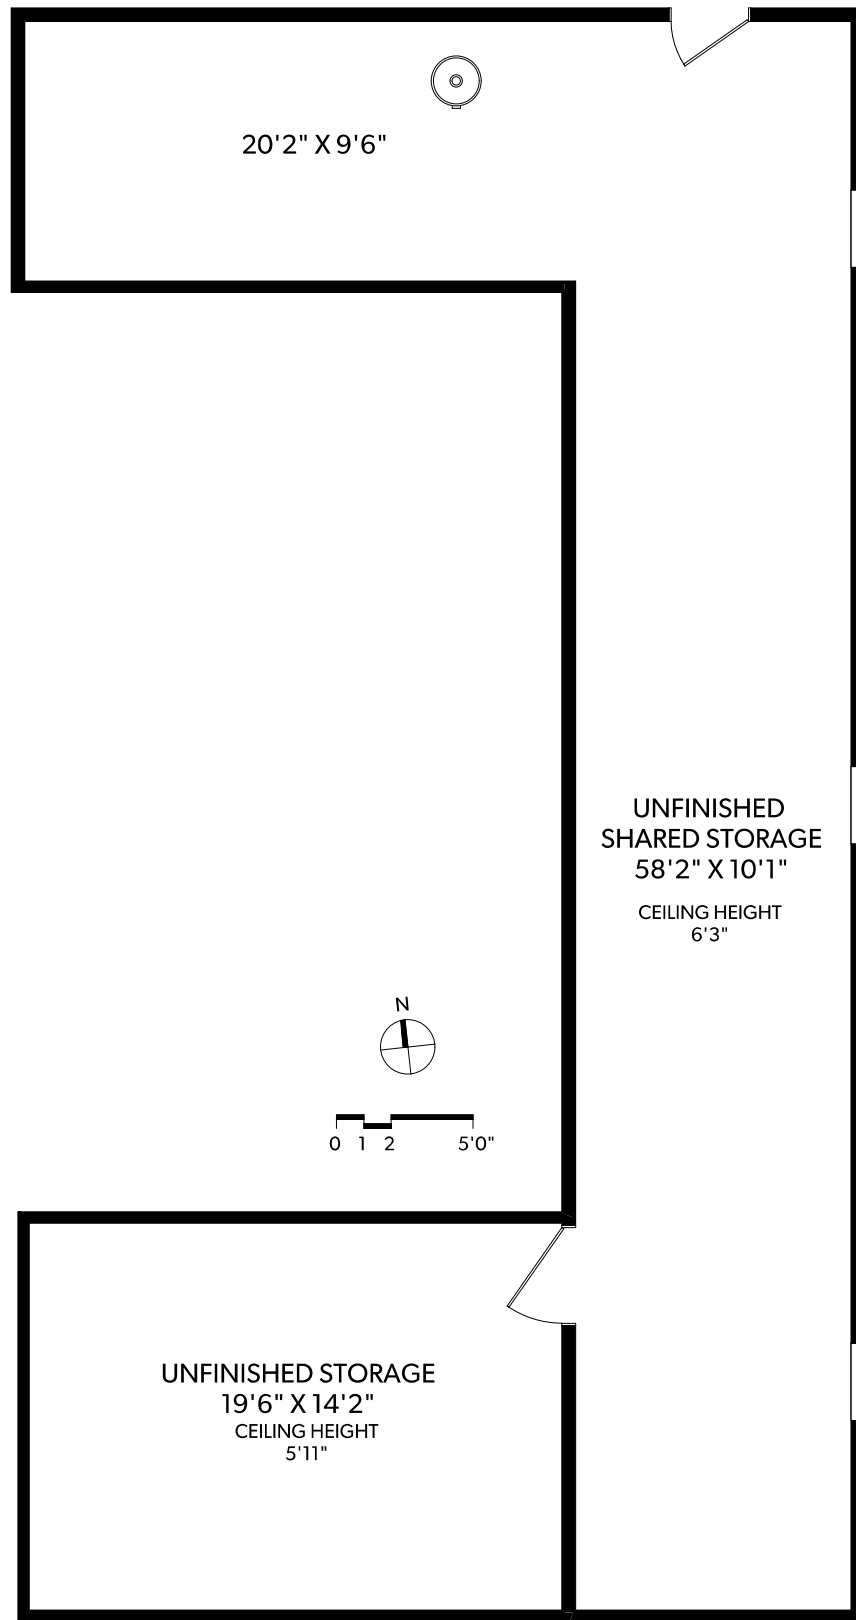 20'2" X 9'6"
UNFINISHED
SHARED STORAGE
58'2" X 10'1"
CEILING HEIGHT
6'3"
N
0 1 2 5'0"
UNFINISHED STORAGE
19'6" X 14'2"
CEILING HEIGHT
5'11"